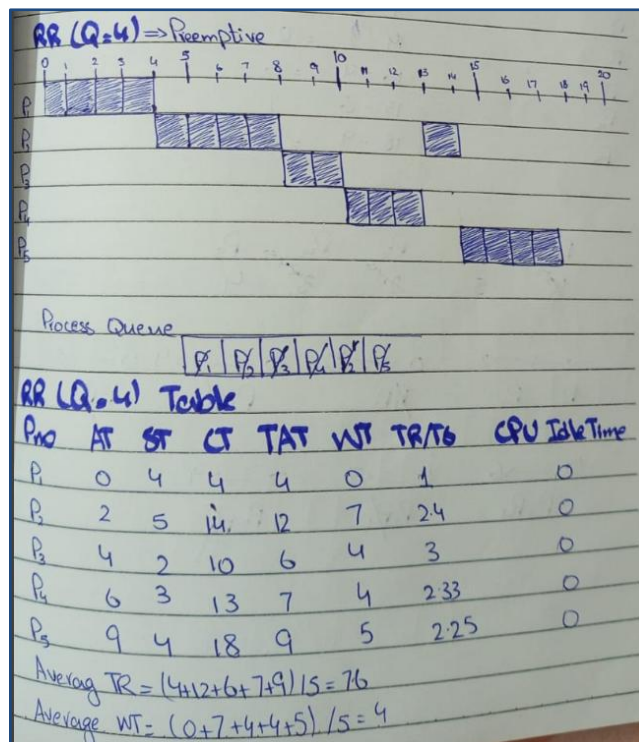 RR (Q=4) => Preemptive
0 1 2 3 4 5 6 7 8 9 10 11 12 13 14 15 16 17 18 19 20
P1
P2
P3
P4
P5
Process Queue
P1 P2 P3 P4 P2 P5
RR (Q=4) Table
Pno AT ST CT TAT WT TR/TS CPU Idle Time
P1 0 4 4 4 0 1 0
P2 2 5 14 12 7 2.4 0
P3 4 2 10 6 4 3 0
P4 6 3 13 7 4 2.33 0
P5 9 4 18 9 5 2.25 0
Averag TR = (4+12+6+7+9)/5 = 7.6
Average WT = (0+7+4+4+5)/5 = 4